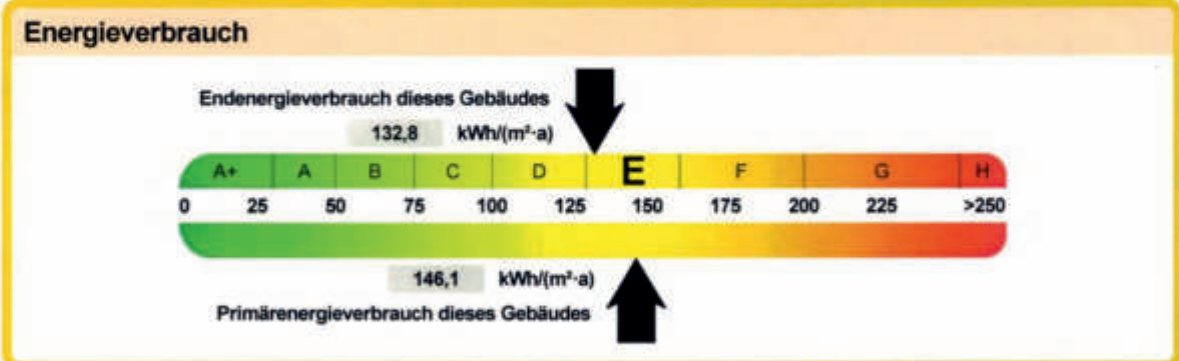 Energieverbrauch
Endenergieverbrauch dieses Gebäudes
132,8 kWh/(m²·a)
A+ A B C D E F G H
0 25 50 75 100 125 150 175 200 225 >250
146,1 kWh/(m²·a)
Primärenergieverbrauch dieses Gebäudes